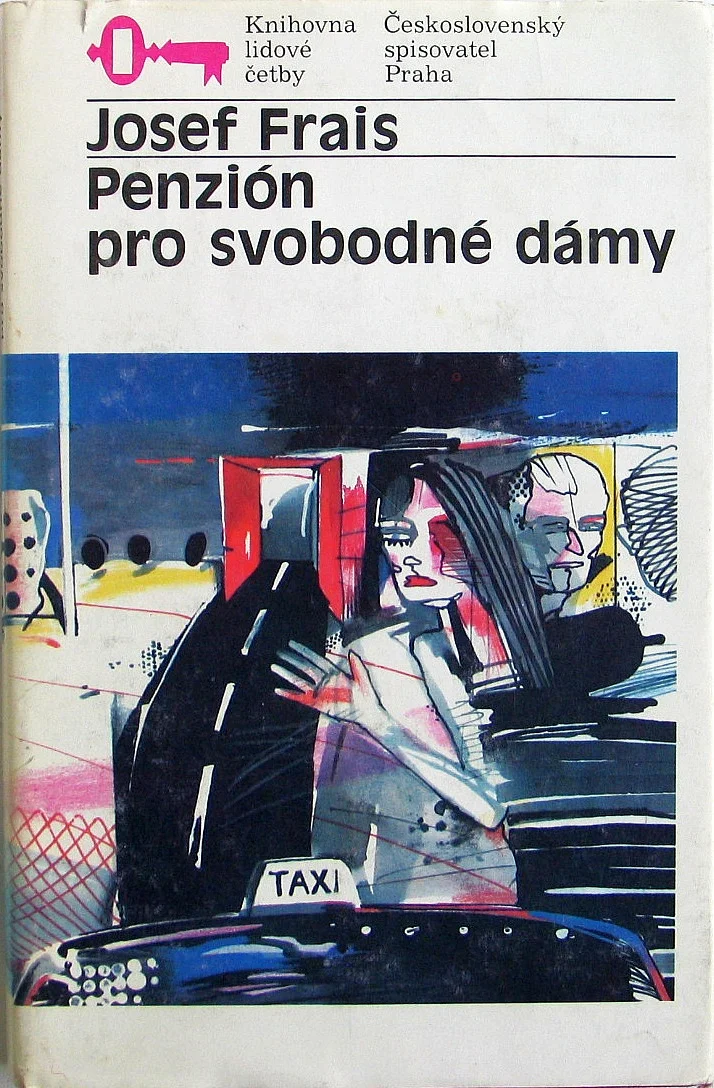 Knihovna
lidové
četby
Československý
spisovatel
Praha
Josef Frais
Penzión
pro svobodné dámy
TAXI